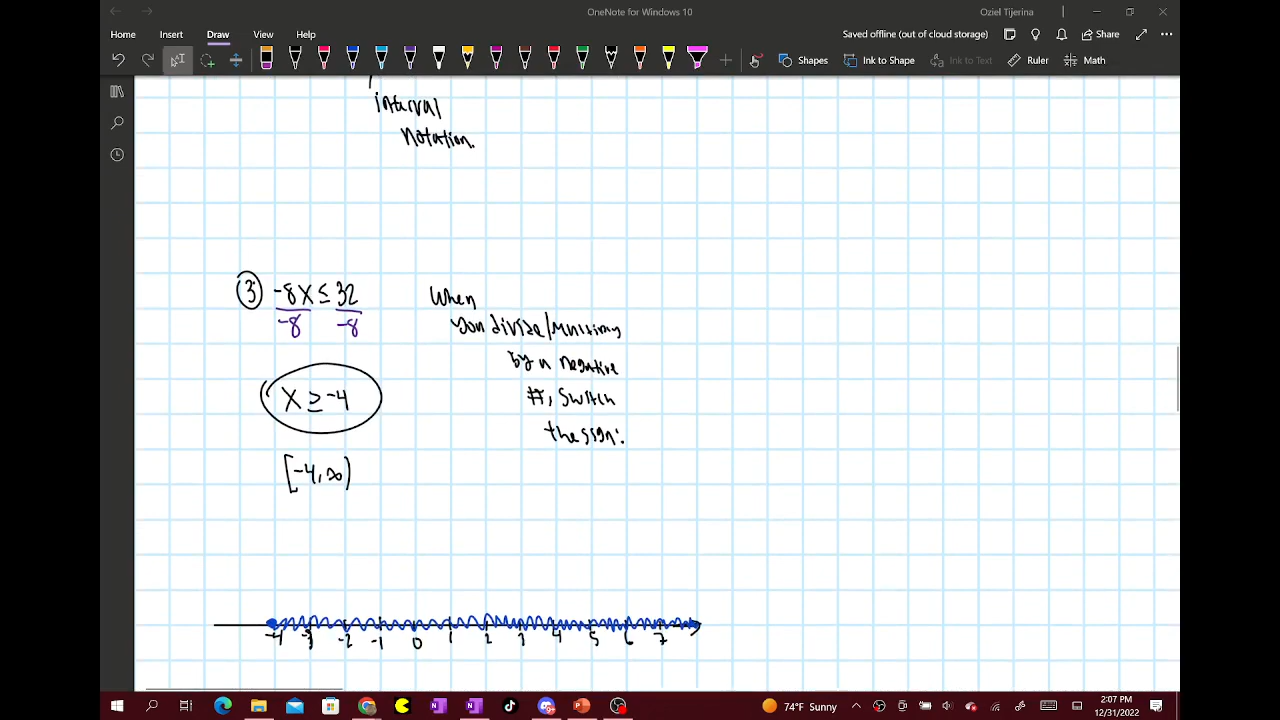 OneNote for Windows 10
Oziel Tijerina
Home Insert Draw View Help
Saved offline (out of cloud storage) Share
Shapes Ink to Shape Ink to Text Ruler Math
interval
notation.
③ -8x ≤ 32
-8 -8
x ≥ -4
[-4, ∞)
When
you divide/multiply
by a negative
#, switch
the sign.
-4 -3 -2 -1 0 1 2 3 4 5 6 7
74°F Sunny
2:07 PM
12/31/2022